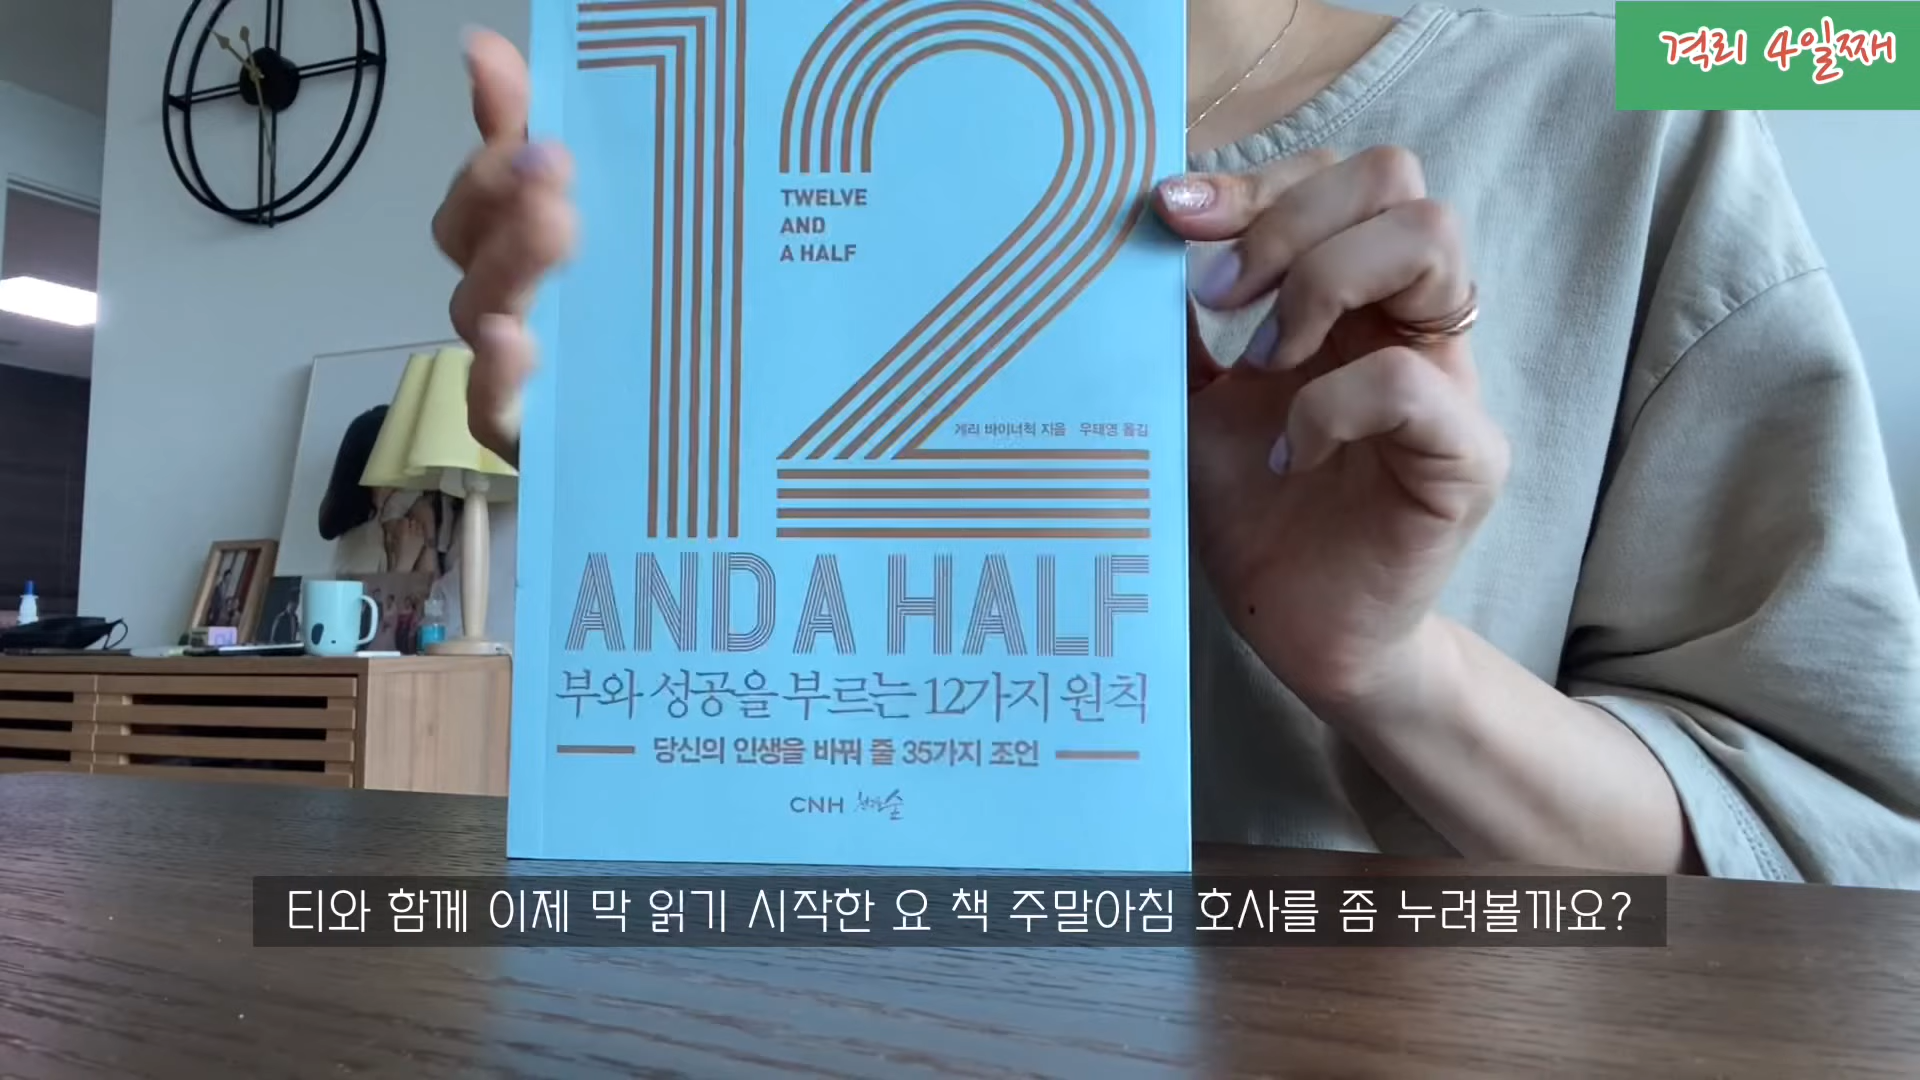 격리 4일째
12
TWELVE
AND
A HALF
게리 바이너척 지음 우태영 옮김
AND A HALF
부와 성공을 부르는 12가지 원칙
당신의 인생을 바꿔 줄 35가지 조언
CNH
티와 함께 이제 막 읽기 시작한 요 책 주말아침 호사를 좀 누려볼까요?